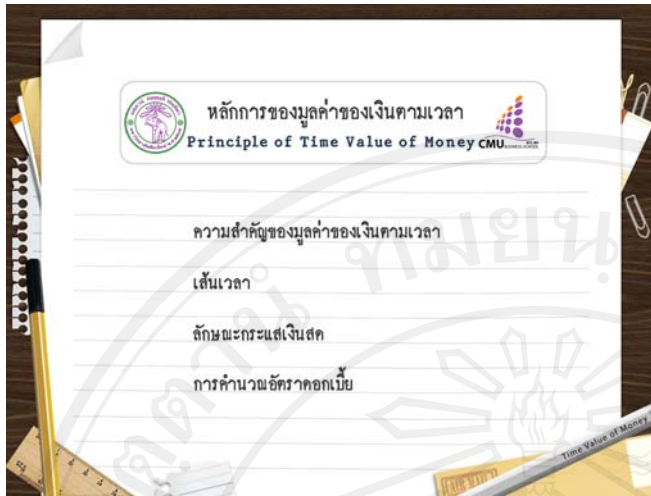 หลักการของมูลค่าของเงินตามเวลา
Principle of Time Value of Money
CMU
ความสำคัญของมูลค่าของเงินตามเวลา
เส้นเวลา
ลักษณะกระแสเงินสด
การคำนวณอัตราดอกเบี้ย
Time Value of Money